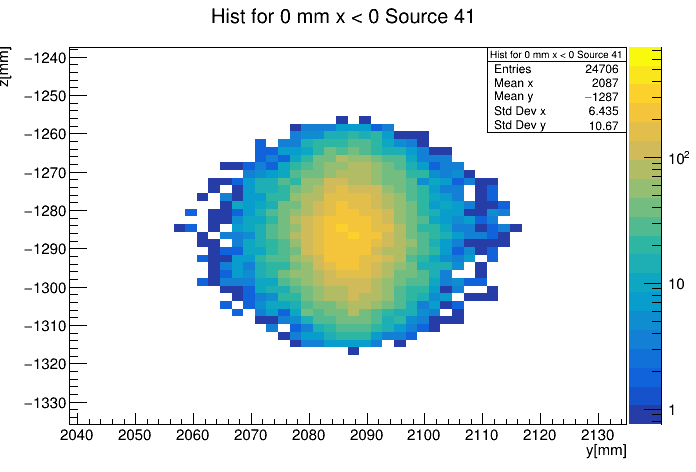 Hist for 0 mm x < 0 Source 41
z[mm]
Hist for 0 mm x < 0 Source 41
Entries 24706
Mean x 2087
Mean y −1287
Std Dev x 6.435
Std Dev y 10.67
−1240
−1250
−1260
−1270
−1280
−1290
−1300
−1310
−1320
−1330
10²
10
1
2040 2050 2060 2070 2080 2090 2100 2110 2120 2130
y[mm]